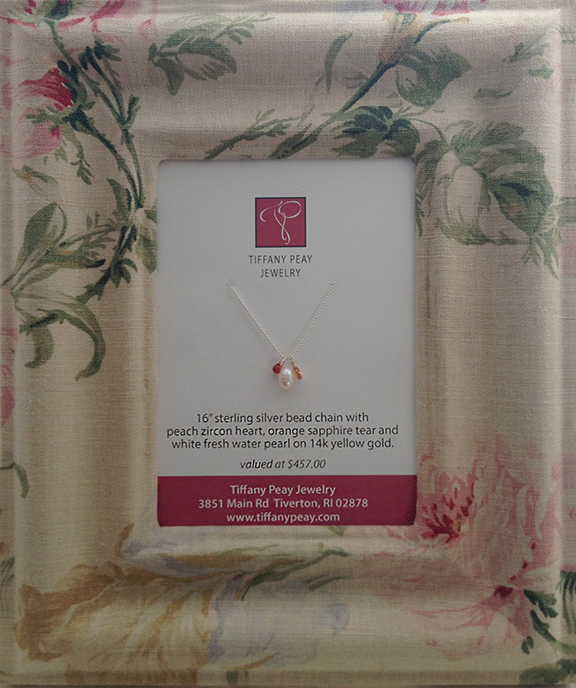 TP
TIFFANY PEAY
JEWELRY
16" sterling silver bead chain with
peach zircon heart, orange sapphire tear and
white fresh water pearl on 14k yellow gold.
valued at $457.00
Tiffany Peay Jewelry
3851 Main Rd Tiverton, RI 02878
www.tiffanypeay.com